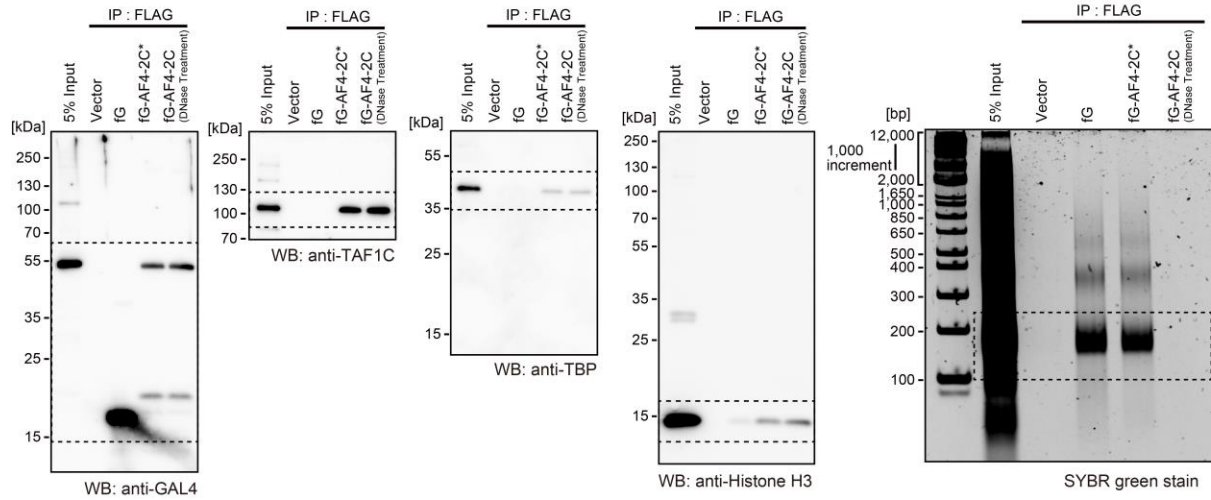 IP : FLAG
5% Input
Vector
fG
fG-AF4-2C*
fG-AF4-2C
(DNase Treatment)
[kDa]
250
130
100
70
55
35
25
15
WB: anti-GAL4
IP : FLAG
5% Input
Vector
fG
fG-AF4-2C*
fG-AF4-2C
(DNase Treatment)
[kDa]
250
130
100
70
WB: anti-TAF1C
IP : FLAG
5% Input
Vector
fG
fG-AF4-2C*
fG-AF4-2C
(DNase Treatment)
[kDa]
55
35
25
15
WB: anti-TBP
IP : FLAG
5% Input
Vector
fG
fG-AF4-2C*
fG-AF4-2C
(DNase Treatment)
[kDa]
250
130
100
70
55
35
25
15
WB: anti-Histone H3
IP : FLAG
5% Input
Vector
fG
fG-AF4-2C*
fG-AF4-2C
(DNase Treatment)
[bp]
12,000
1,000
increment
2,000
1,650
1,000
850
650
500
400
300
200
100
SYBR green stain